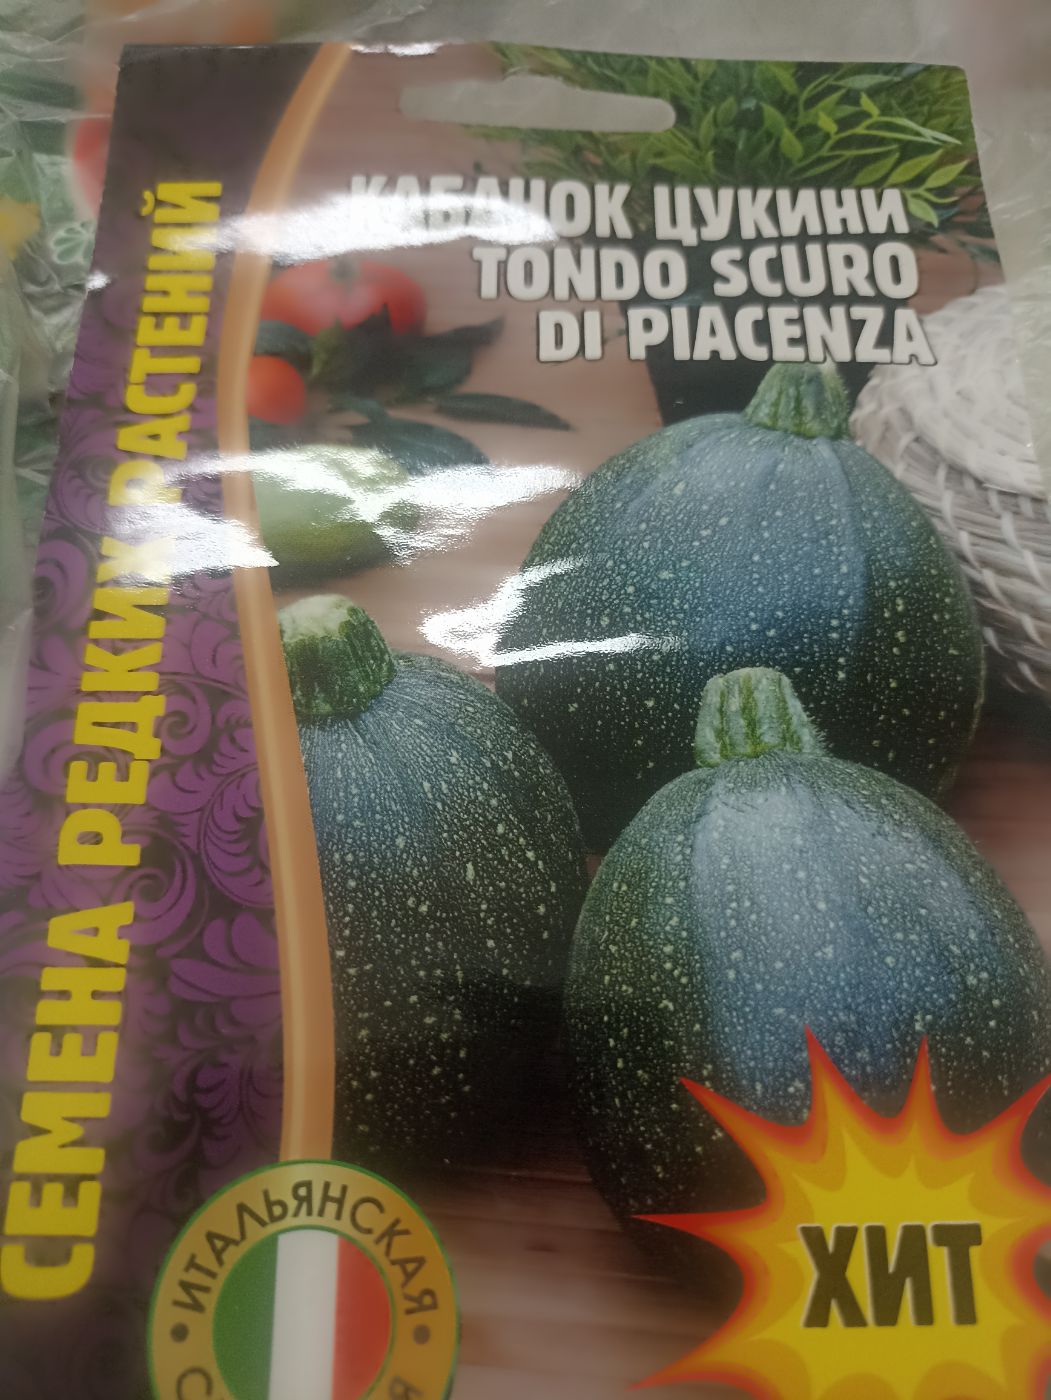 КАБАЧОК ЦУКИНИ
TONDO SCURO
DI PIACENZA
СЕМЕНА РЕДКИХ РАСТЕНИЙ
ИТАЛЬЯНСКАЯ
ХИТ